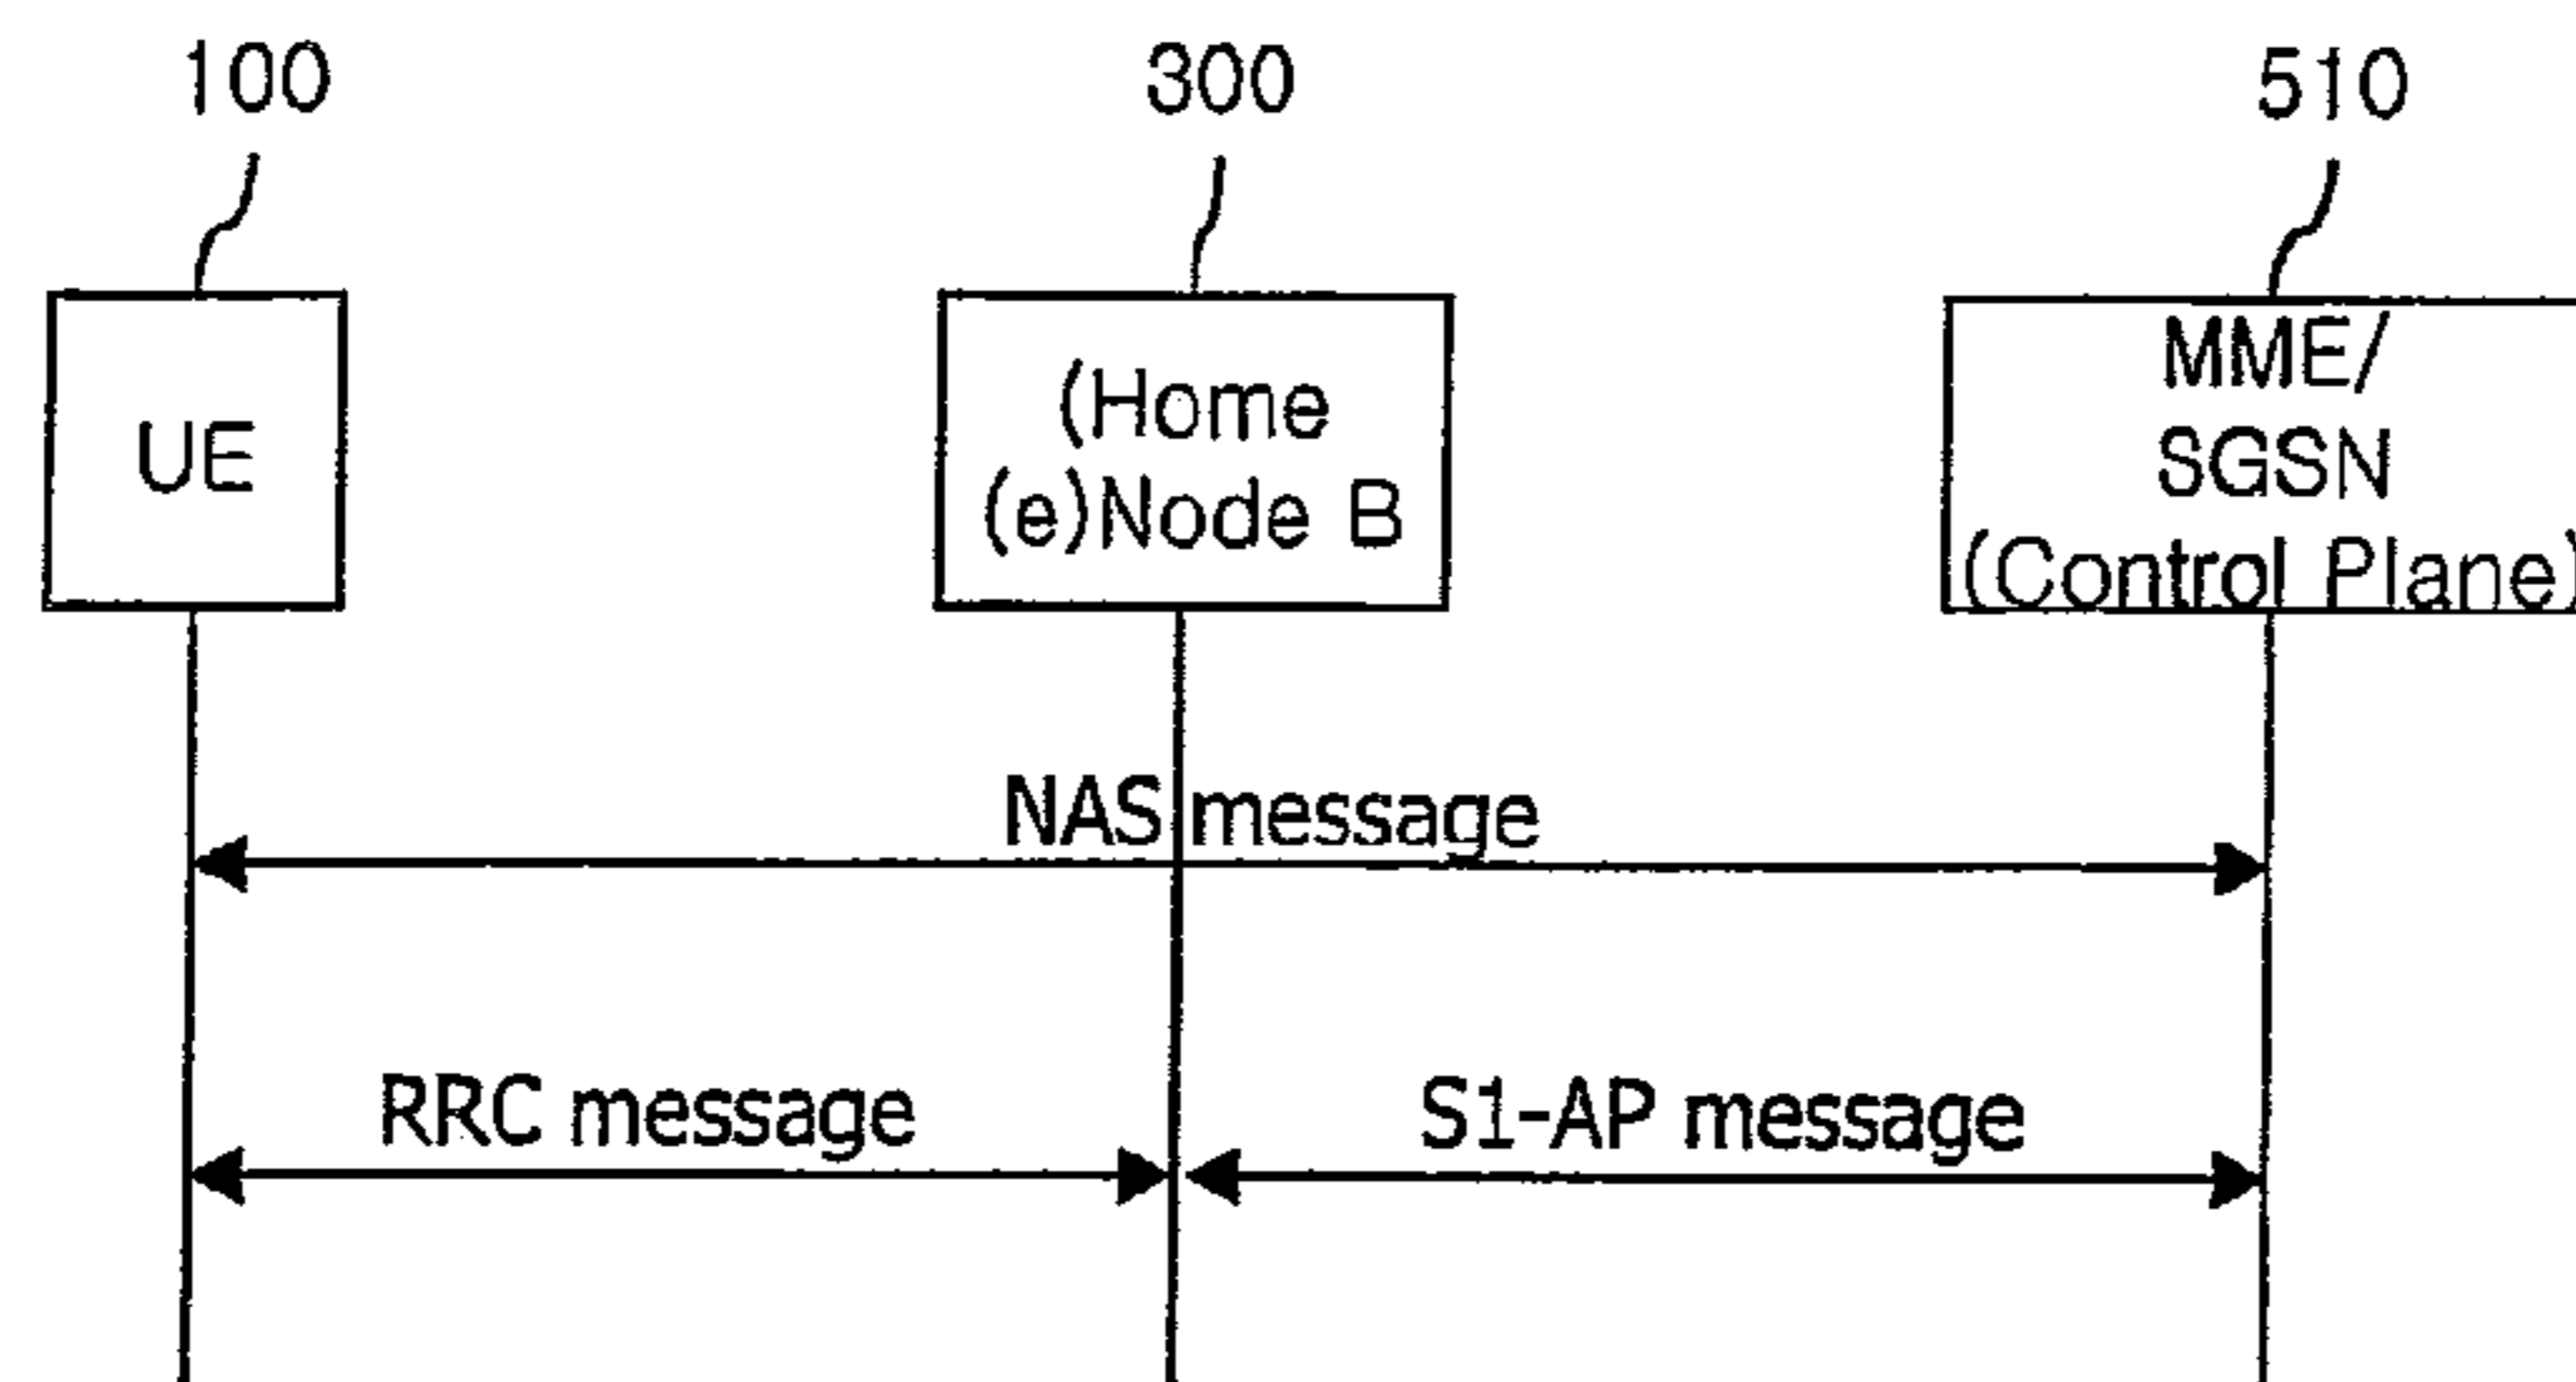 100
300
510
UE
(Home
(e)Node B
MME/
SGSN
(Control Plane)
NAS message
RRC message
S1-AP message